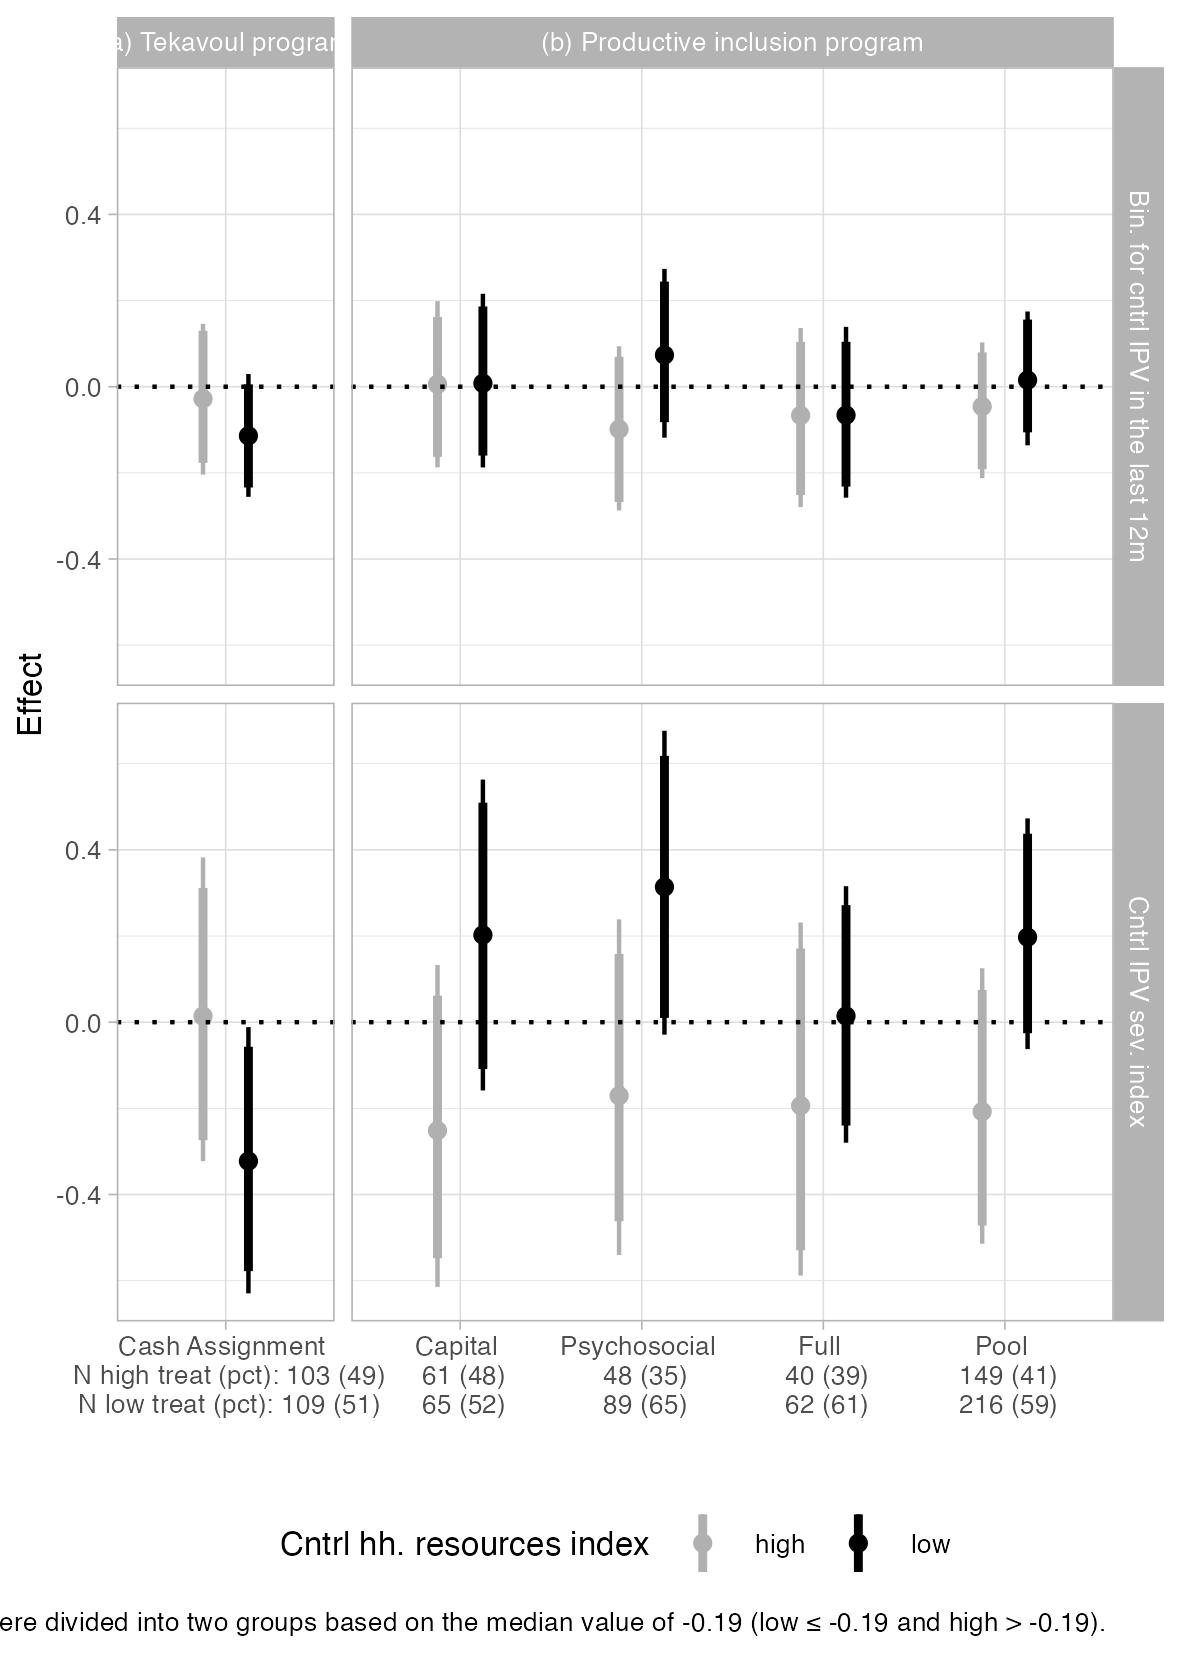 a) Tekavoul program
(b) Productive inclusion program
Bin. for cntrl IPV in the last 12m
0.4
0.0
-0.4
Effect
Cntrl IPV sev. index
0.4
0.0
-0.4
Cash Assignment Capital Psychosocial Full Pool
N high treat (pct): 103 (49) 61 (48) 48 (35) 40 (39) 149 (41)
N low treat (pct): 109 (51) 65 (52) 89 (65) 62 (61) 216 (59)
Cntrl hh. resources index high low
ere divided into two groups based on the median value of -0.19 (low ≤ -0.19 and high > -0.19).